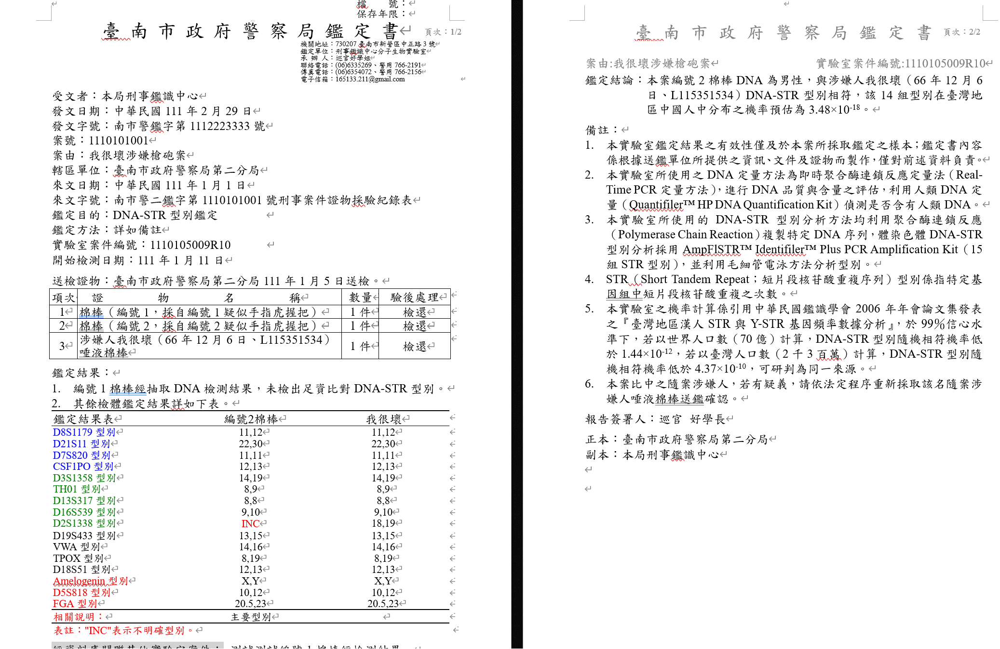 檔　　號：
保存年限：
臺南市政府警察局鑑定書 頁次：1/2
機關地址：730207 臺南市新營區中正路 3 號
鑑定單位：刑事鑑識中心分子生物實驗室
承 辦 人：巡官好學姐
聯絡電話：(06)6335269、警用 766-2191
傳真電話：(06)6354072、警用 766-2156
電子信箱：165133.211@gmail.com
受文者：本局刑事鑑識中心
發文日期：中華民國 111 年 2 月 29 日
發文字號：南市警鑑字第 1112223333 號
案號：1110101001
案由：我很壞涉嫌槍砲案
轄區單位：臺南市政府警察局第二分局
來文日期：中華民國 111 年 1 月 1 日
來文字號：南市警二鑑字第 1110101001 號刑事案件證物採驗紀錄表
鑑定目的：DNA-STR 型別鑑定
鑑定方法：詳如備註
實驗室案件編號：1110105009R10
開始檢測日期：111 年 1 月 11 日
送檢證物：臺南市政府警察局第二分局 111 年 1 月 5 日送檢。
項次 證物名稱 數量 驗後處理
1 棉棒（編號 1，採自編號 1 疑似手指虎握把） 1 件 檢還
2 棉棒（編號 2，採自編號 2 疑似手指虎握把） 1 件 檢還
3 涉嫌人我很壞（66 年 12 月 6 日、L115351534） 1 件 檢還
唾液棉棒
鑑定結果：
1. 編號 1 棉棒經抽取 DNA 檢測結果，未檢出足資比對 DNA-STR 型別。
2. 其餘檢體鑑定結果詳如下表。
鑑定結果表 編號2棉棒 我很壞
D8S1179 型別 11,12 11,12
D21S11 型別 22,30 22,30
D7S820 型別 11,11 11,11
CSF1PO 型別 12,13 12,13
D3S1358 型別 14,19 14,19
TH01 型別 8,9 8,9
D13S317 型別 8,8 8,8
D16S539 型別 9,10 9,10
D2S1338 型別 INC 18,19
D19S433 型別 13,15 13,15
VWA 型別 14,16 14,16
TPOX 型別 8,19 8,19
D18S51 型別 12,13 12,13
Amelogenin 型別 X,Y X,Y
D5S818 型別 10,12 10,12
FGA 型別 20.5,23 20.5,23
相關說明： 主要型別
表註："INC"表示不明確型別。
臺南市政府警察局鑑定書 頁次：2/2
案由:我很壞涉嫌槍砲案 實驗室案件編號:1110105009R10
鑑定結論：本案編號 2 棉棒 DNA 為男性，與涉嫌人我很壞（66 年 12 月 6
日、L115351534）DNA-STR 型別相符，該 14 組型別在臺灣地
區中國人中分布之機率預估為 3.48×10-18。
備註：
1. 本實驗室鑑定結果之有效性僅及於本案所採取鑑定之樣本；鑑定書內容
係根據送鑑單位所提供之資訊、文件及證物而製作，僅對前述資料負責。
2. 本實驗室所使用之 DNA 定量方法為即時聚合酶連鎖反應定量法（Real-
Time PCR 定量方法），進行 DNA 品質與含量之評估，利用人類 DNA 定
量（Quantifiler™ HP DNA Quantification Kit）偵測是否含有人類 DNA。
3. 本實驗室所使用的 DNA-STR 型別分析方法均利用聚合酶連鎖反應
（Polymerase Chain Reaction）複製特定 DNA 序列，體染色體 DNA-STR
型別分析採用 AmpFlSTR™ Identifiler™ Plus PCR Amplification Kit（15
組 STR 型別），並利用毛細管電泳方法分析型別。
4. STR（Short Tandem Repeat；短片段核苷酸重複序列）型別係指特定基
因組中短片段核苷酸重複之次數。
5. 本實驗室之機率計算係引用中華民國鑑識學會 2006 年年會論文集發表
之『臺灣地區漢人 STR 與 Y-STR 基因頻率數據分析』，於 99%信心水
準下，若以世界人口數（70 億）計算，DNA-STR 型別隨機相符機率低
於 1.44×10-12，若以臺灣人口數（2 千 3 百萬）計算，DNA-STR 型別隨
機相符機率低於 4.37×10-10，可研判為同一來源。
6. 本案比中之隨案涉嫌人，若有疑義，請依法定程序重新採取該名隨案涉
嫌人唾液棉棒送鑑確認。
報告簽署人：巡官 好學長
正本：臺南市政府警察局第二分局
副本：本局刑事鑑識中心